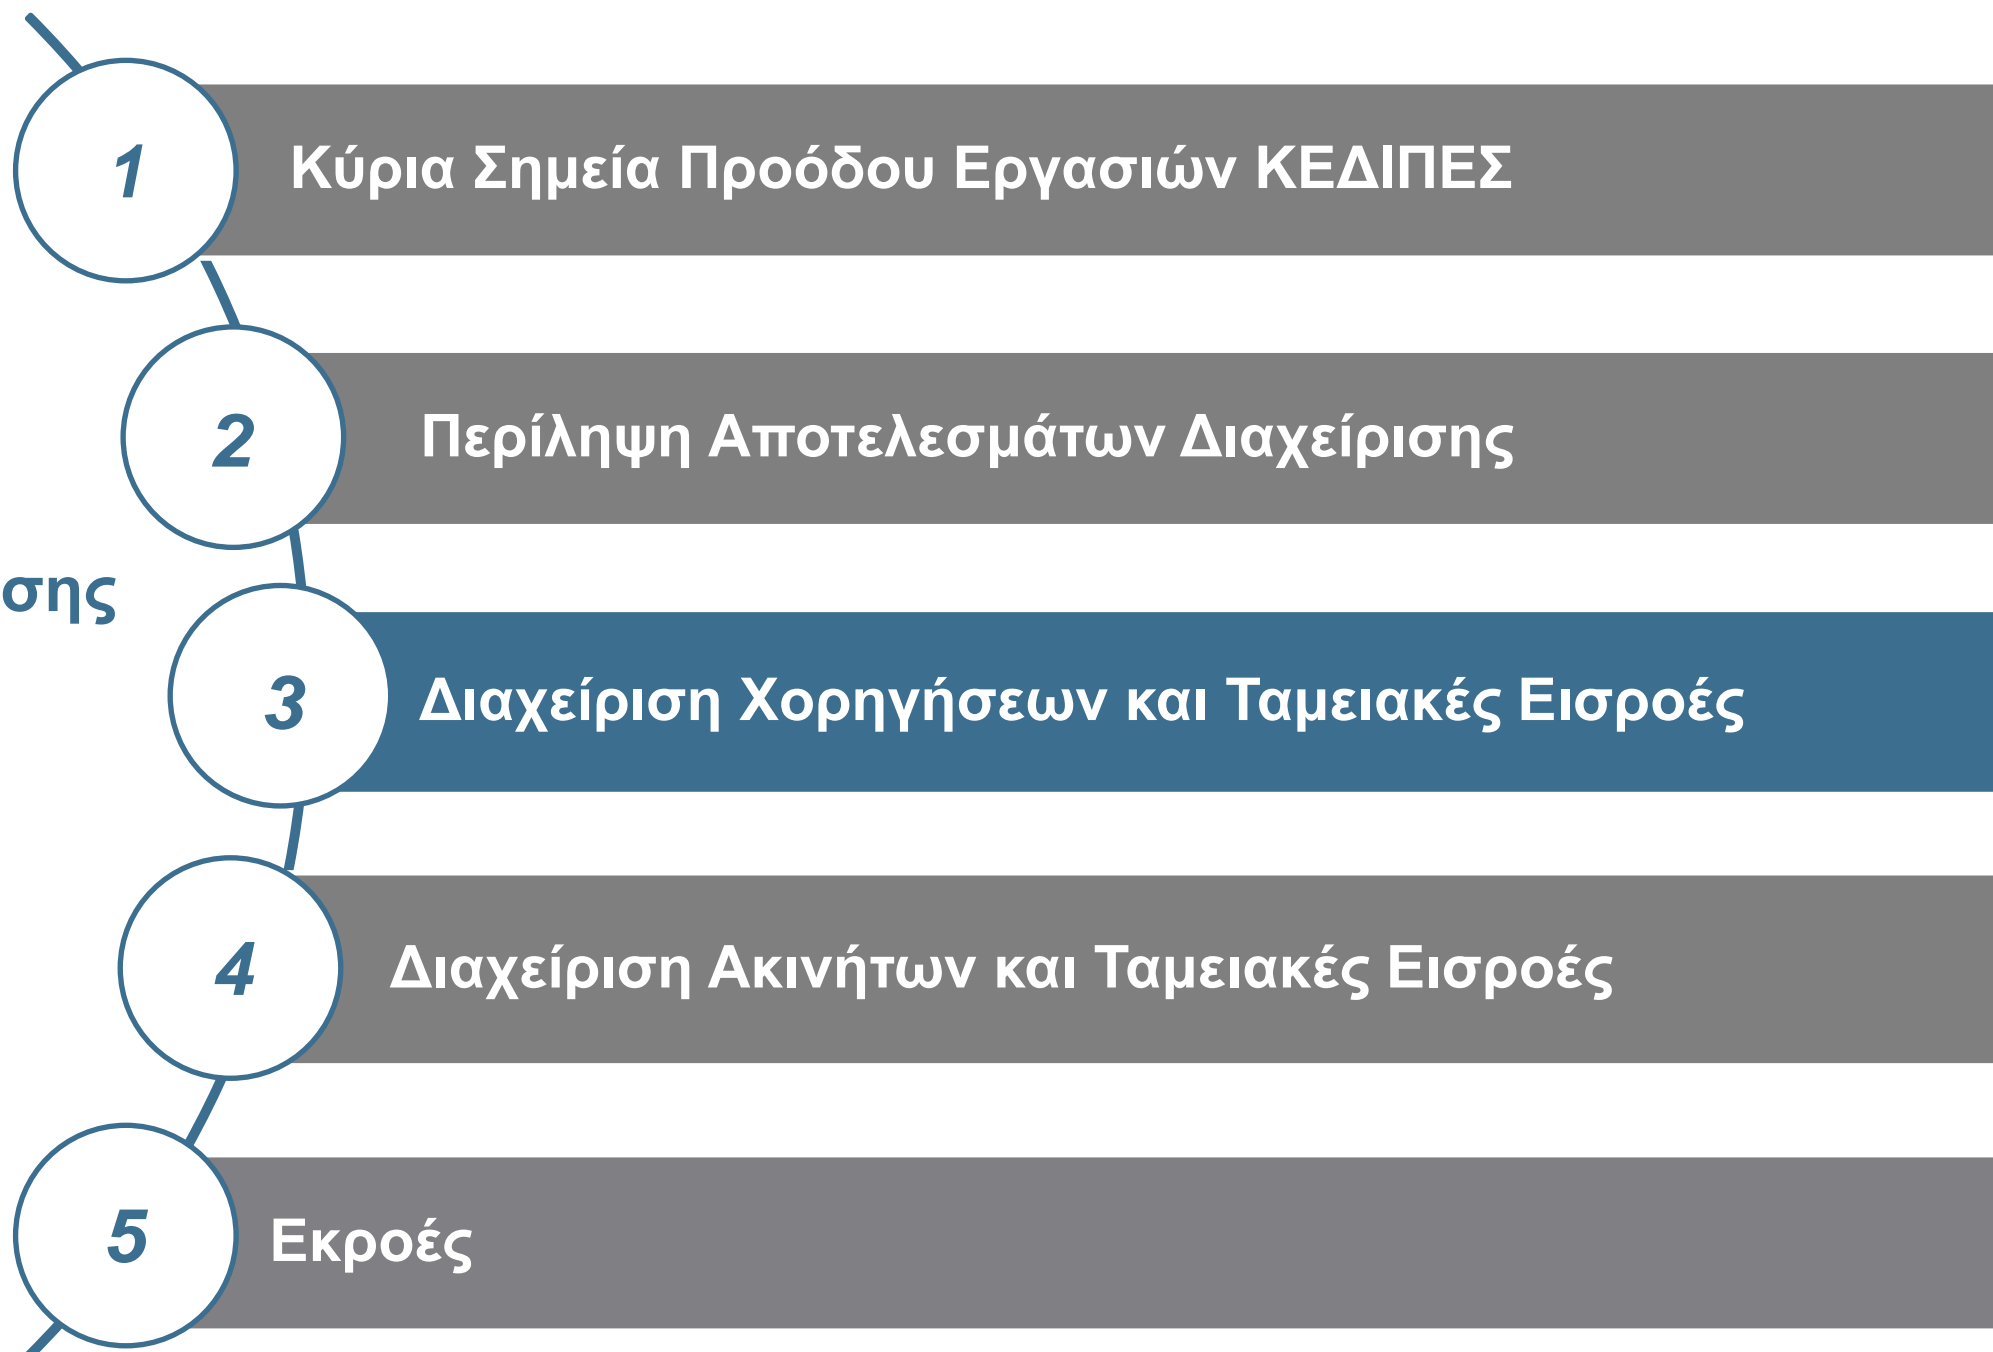 1
Κύρια Σημεία Προόδου Εργασιών ΚΕΔΙΠΕΣ
2
Περίληψη Αποτελεσμάτων Διαχείρισης
σης
3
Διαχείριση Χορηγήσεων και Ταμειακές Εισροές
4
Διαχείριση Ακινήτων και Ταμειακές Εισροές
5
Εκροές